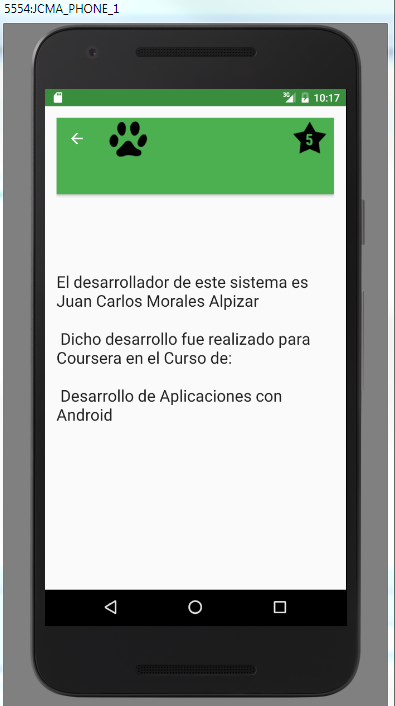 5554:JCMA_PHONE_1
3G 10:17
5
El desarrollador de este sistema es
Juan Carlos Morales Alpizar
Dicho desarrollo fue realizado para
Coursera en el Curso de:
Desarrollo de Aplicaciones con
Android